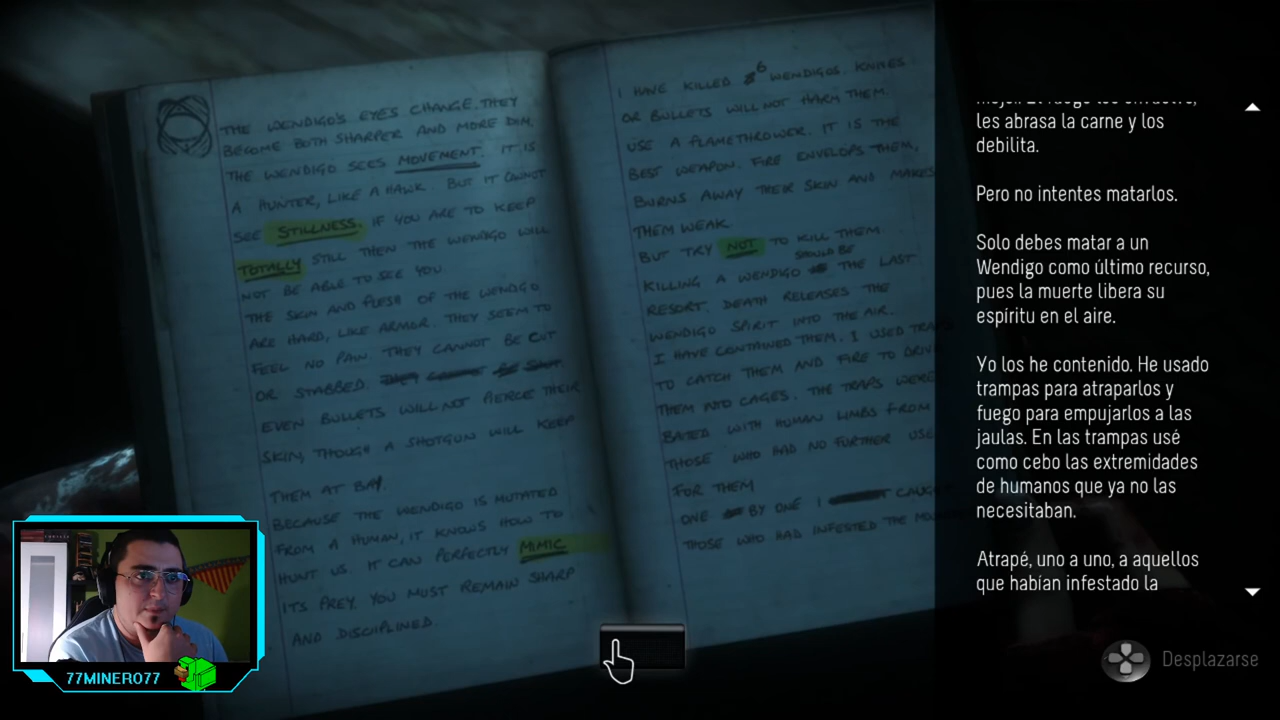 THE WENDIGO'S EYES CHANGE. THEY
BECOME BOTH SHARPER AND MORE DIM.
THE WENDIGO SEES MOVEMENT. IT IS
A HUNTER, LIKE A HAWK. BUT IT CANNOT
SEE STILLNESS. IF YOU ARE TO KEEP
TOTALLY STILL THEN THE WENDIGO WILL
NOT BE ABLE TO SEE YOU.
THE SKIN AND FLESH OF THE WENDIGO
ARE HARD, LIKE ARMOR. THEY SEEM TO
FEEL NO PAIN. THEY CANNOT BE CUT
OR STABBED.
EVEN BULLETS WILL NOT PIERCE THEIR
SKIN, THOUGH A SHOTGUN WILL KEEP
THEM AT BAY.
BECAUSE THE WENDIGO IS MUTATED
FROM A HUMAN, IT KNOWS HOW TO
HUNT US. IT CAN PERFECTLY MIMIC
ITS PREY. YOU MUST REMAIN SHARP
AND DISCIPLINED.
I HAVE KILLED 6 WENDIGOS. KNIVES
OR BULLETS WILL NOT HARM THEM.
USE A FLAMETHROWER. IT IS THE
BEST WEAPON. FIRE ENVELOPS THEM,
BURNS AWAY THEIR SKIN AND MAKES
THEM WEAK.
BUT TRY NOT TO KILL THEM
KILLING A WENDIGO SHOULD BE THE LAST
RESORT. DEATH RELEASES THE
WENDIGO SPIRIT INTO THE AIR.
I HAVE CONTAINED THEM. I USED TRAPS
TO CATCH THEM AND FIRE TO DRIV
THEM INTO CAGES. THE TRAPS WERE
BAITED WITH HUMAN LIMBS FROM
THOSE WHO HAD NO FURTHER USE
FOR THEM
ONE BY ONE I CAUG
THOSE WHO HAD INFESTED THE
les abrasa la carne y los
debilita.
Pero no intentes matarlos.
Solo debes matar a un
Wendigo como último recurso,
pues la muerte libera su
espíritu en el aire.
Yo los he contenido. He usado
trampas para atraparlos y
fuego para empujarlos a las
jaulas. En las trampas usé
como cebo las extremidades
de humanos que ya no las
necesitaban.
Atrapé, uno a uno, a aquellos
que habían infestado la
Desplazarse
77MINERO77